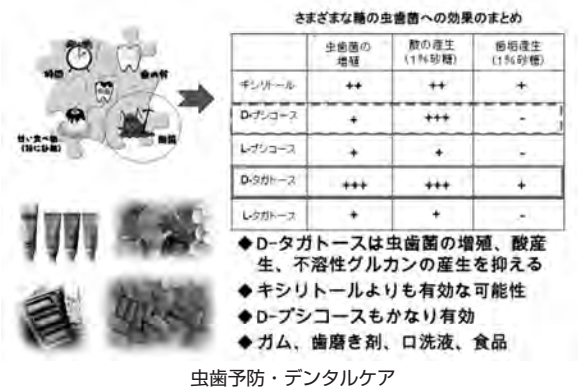 さまざまな糖の虫歯菌への効果のまとめ
虫歯菌の増殖 酸の産生(1%砂糖) 歯垢産生(1%砂糖)
キシリトール ++ ++ +
D-プシコース + +++ -
L-プシコース + + -
D-タガトース +++ +++ +
L-タガトース + + -
時間
歯の質
甘い食べ物
(特に砂糖)
細菌
◆D-タガトースは虫歯菌の増殖、酸産
生、不溶性グルカンの産生を抑える
◆キシリトールよりも有効な可能性
◆D-プシコースもかなり有効
◆ガム、歯磨き剤、口洗液、食品
虫歯予防・デンタルケア